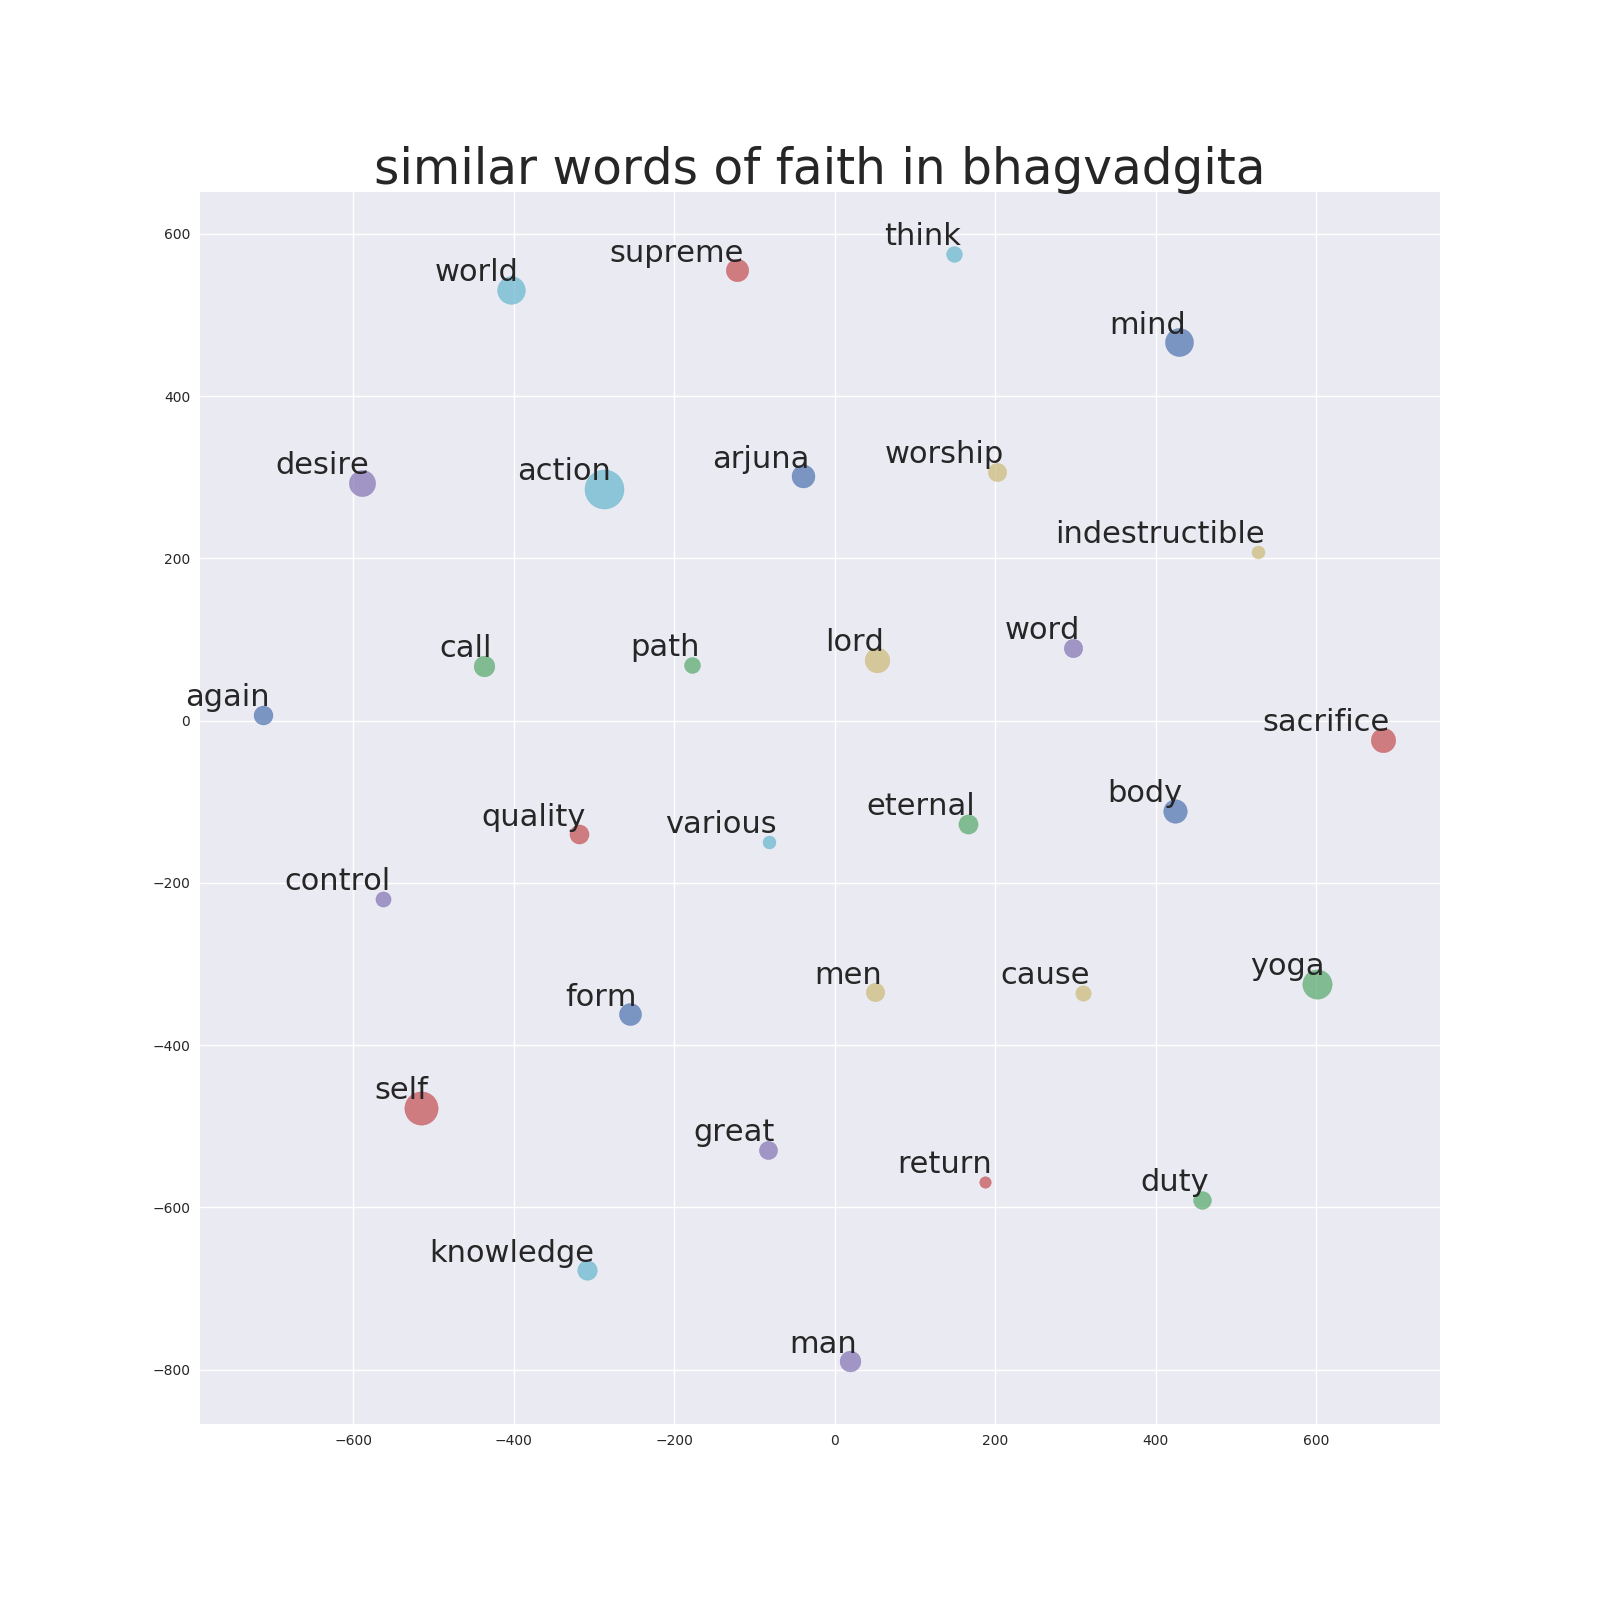 similar words of faith in bhagvadgita
600
think
supreme
world
mind
400
arjuna
worship
desire
action
indestructible
200
word
lord
call
path
again
0
sacrifice
body
eternal
quality
various
control
−200
yoga
men
cause
form
−400
self
great
return
duty
−600
knowledge
man
−800
−600 −400 −200 0 200 400 600